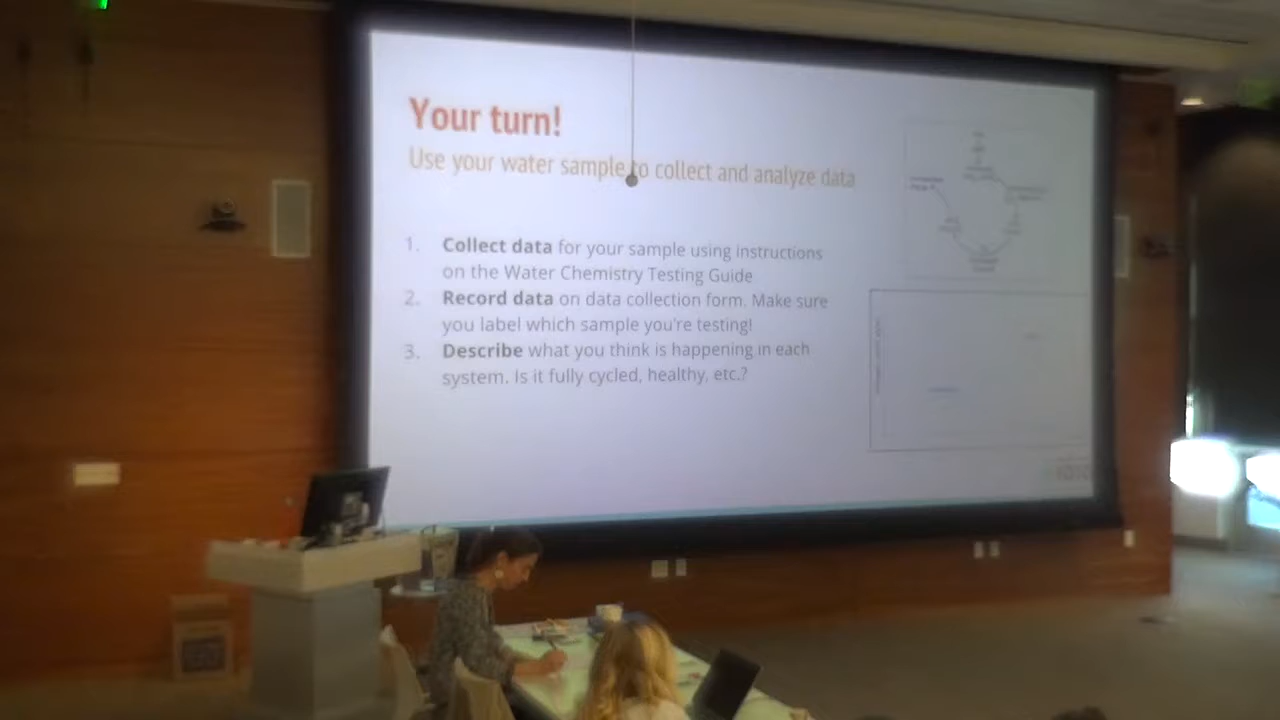 Your turn!
Use your water sample to collect and analyze data
1. Collect data for your sample using instructions
on the Water Chemistry Testing Guide
2. Record data on data collection form. Make sure
you label which sample you're testing!
3. Describe what you think is happening in each
system. Is it fully cycled, healthy, etc.?